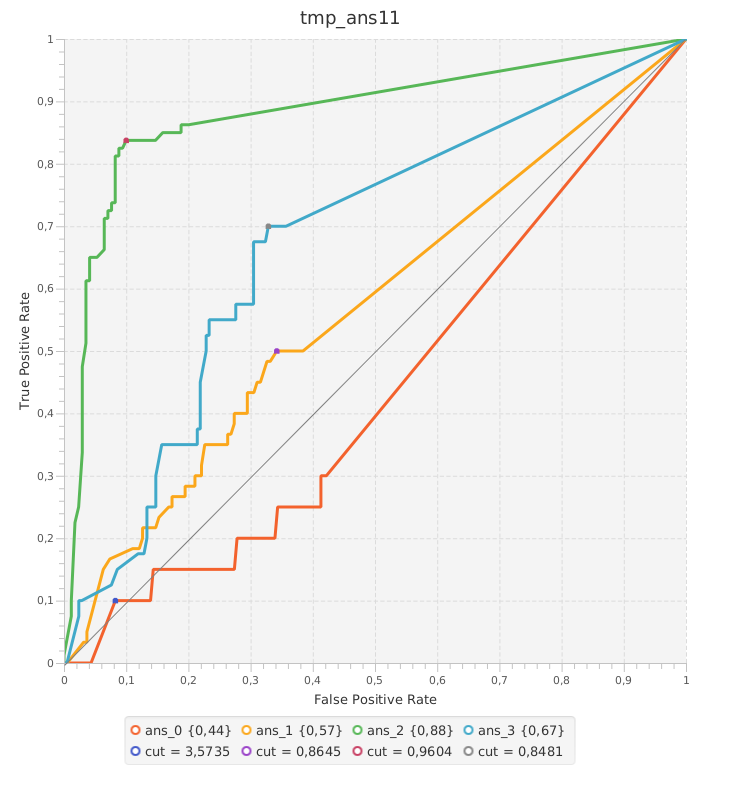 tmp_ans11
1
0,9
0,8
0,7
0,6
0,5
0,4
0,3
0,2
0,1
0
True Positive Rate
0 0,1 0,2 0,3 0,4 0,5 0,6 0,7 0,8 0,9 1
False Positive Rate
ans_0 {0,44} ans_1 {0,57} ans_2 {0,88} ans_3 {0,67}
cut = 3,5735 cut = 0,8645 cut = 0,9604 cut = 0,8481